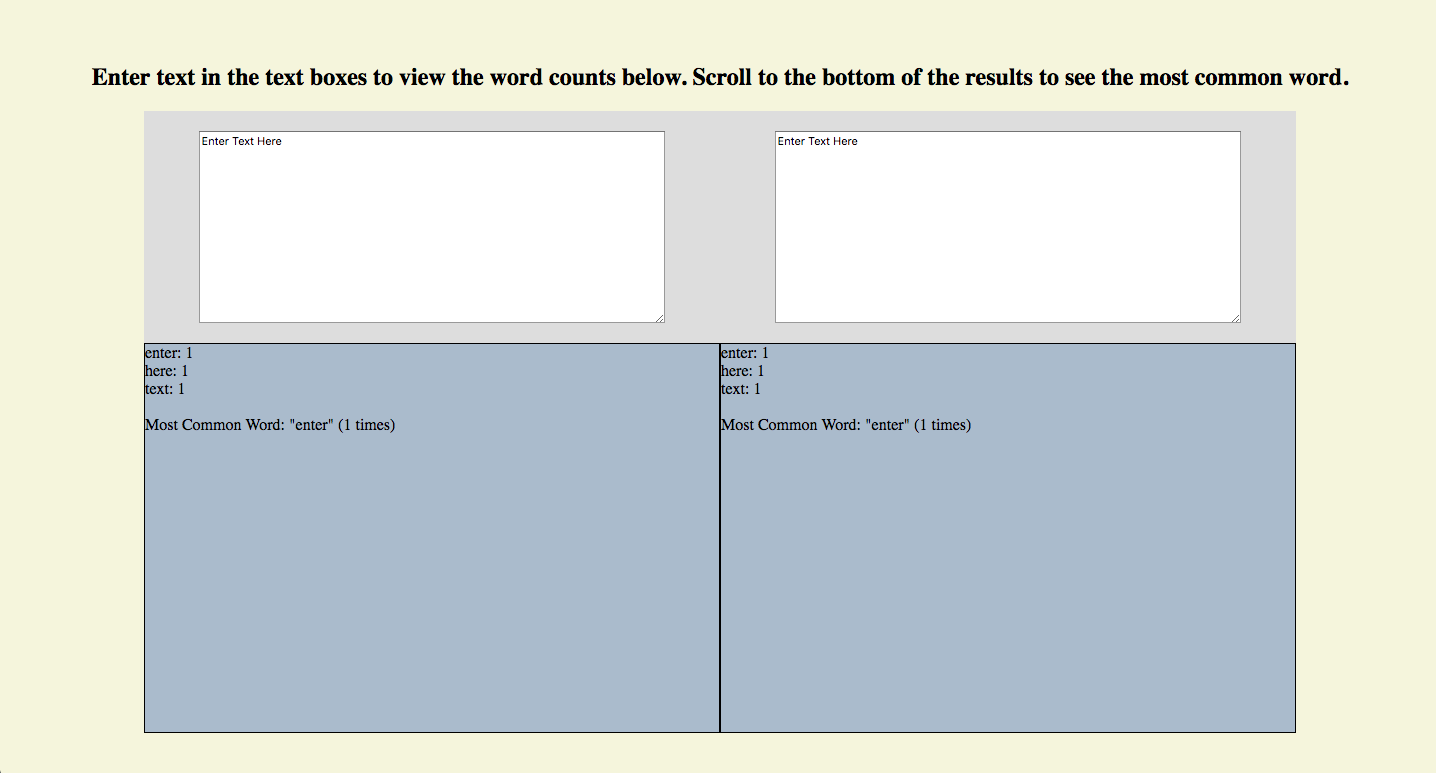 Enter text in the text boxes to view the word counts below. Scroll to the bottom of the results to see the most common word.
Enter Text Here
Enter Text Here
enter: 1
here: 1
text: 1
Most Common Word: "enter" (1 times)
enter: 1
here: 1
text: 1
Most Common Word: "enter" (1 times)